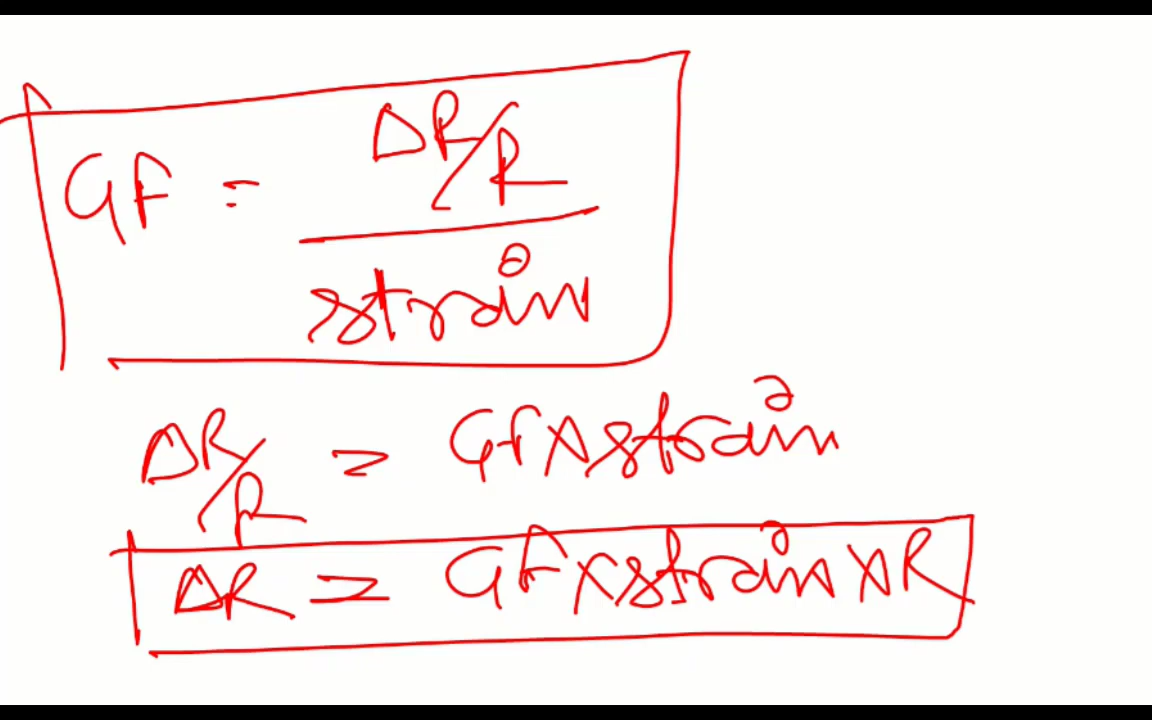 GF = ΔR/R
strain
ΔR/R = GF×strain
ΔR = GF×strain×R